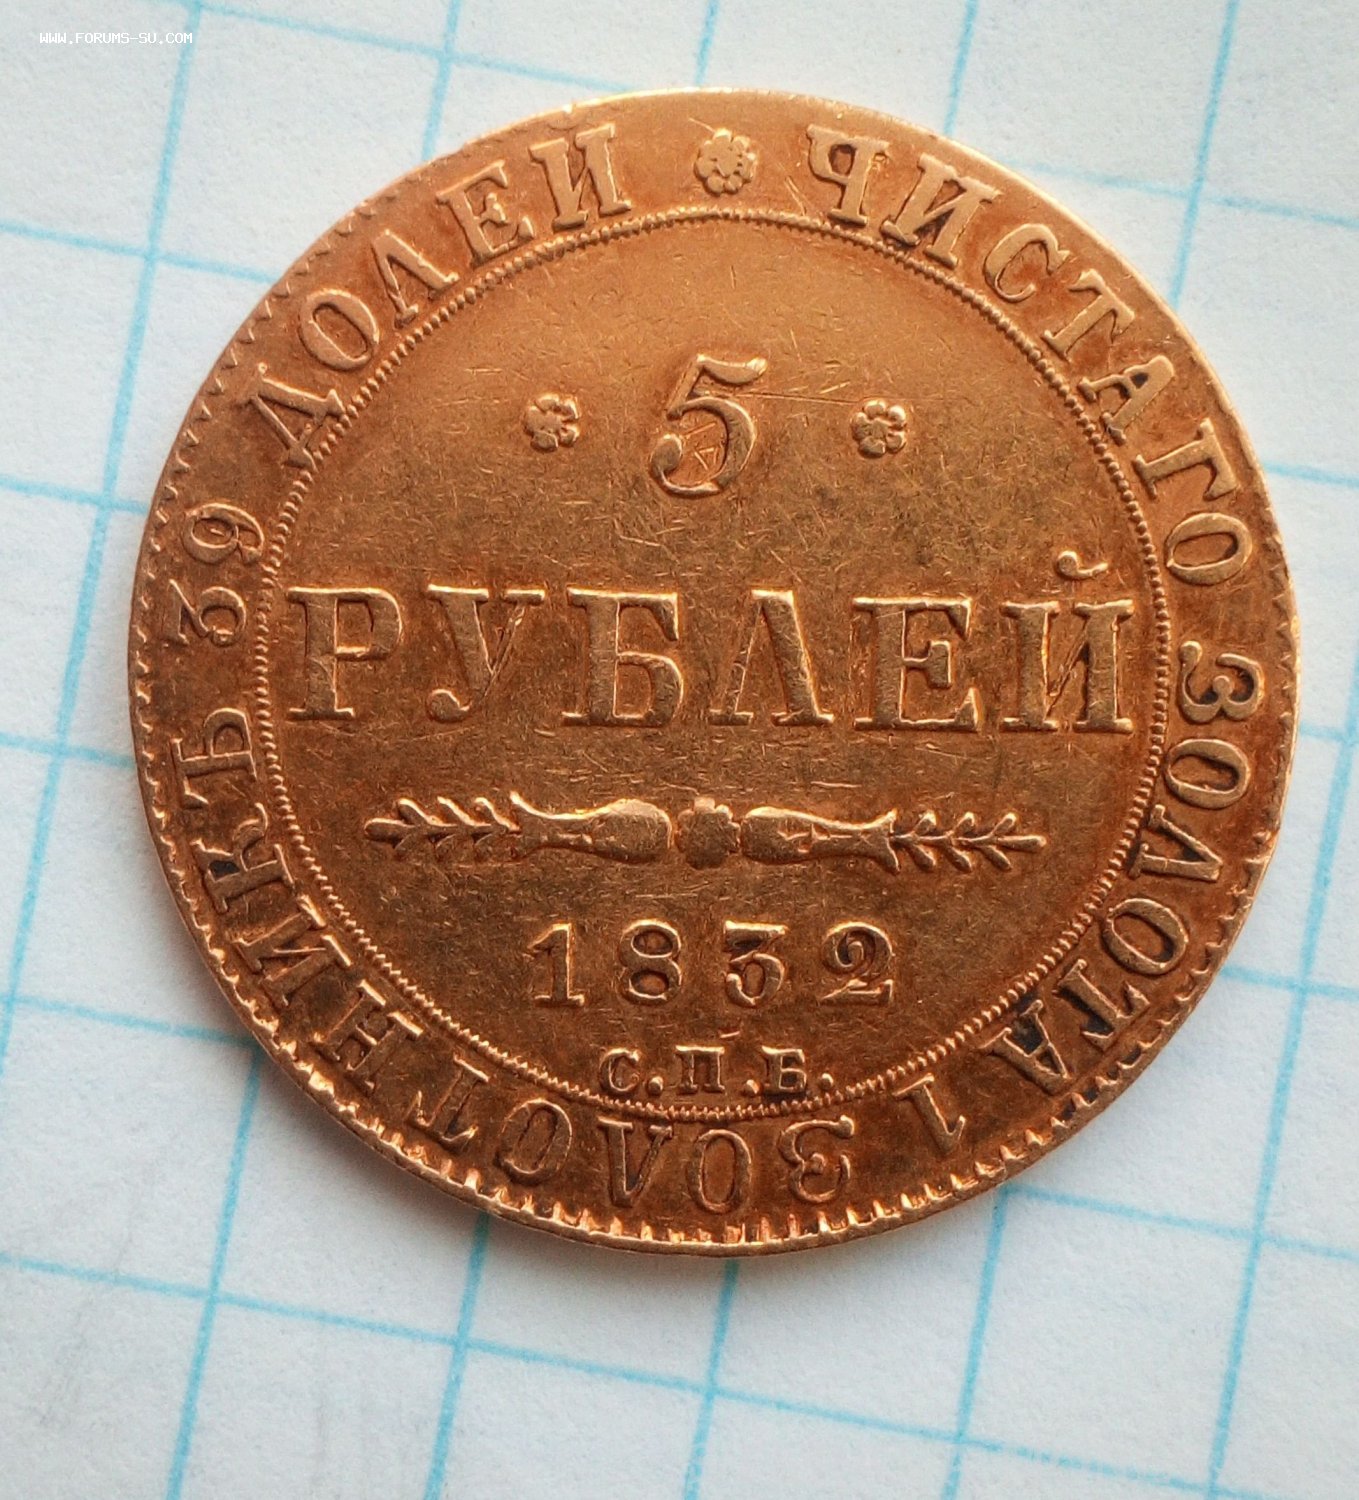 WWW.FORUMS-SU.COM
ЧИСТАГО ЗОЛОТА 1 ЗОЛОТНИКЪ 39 ДОЛЕЙ
5
РУБЛЕЙ
1832
С.П.Б.